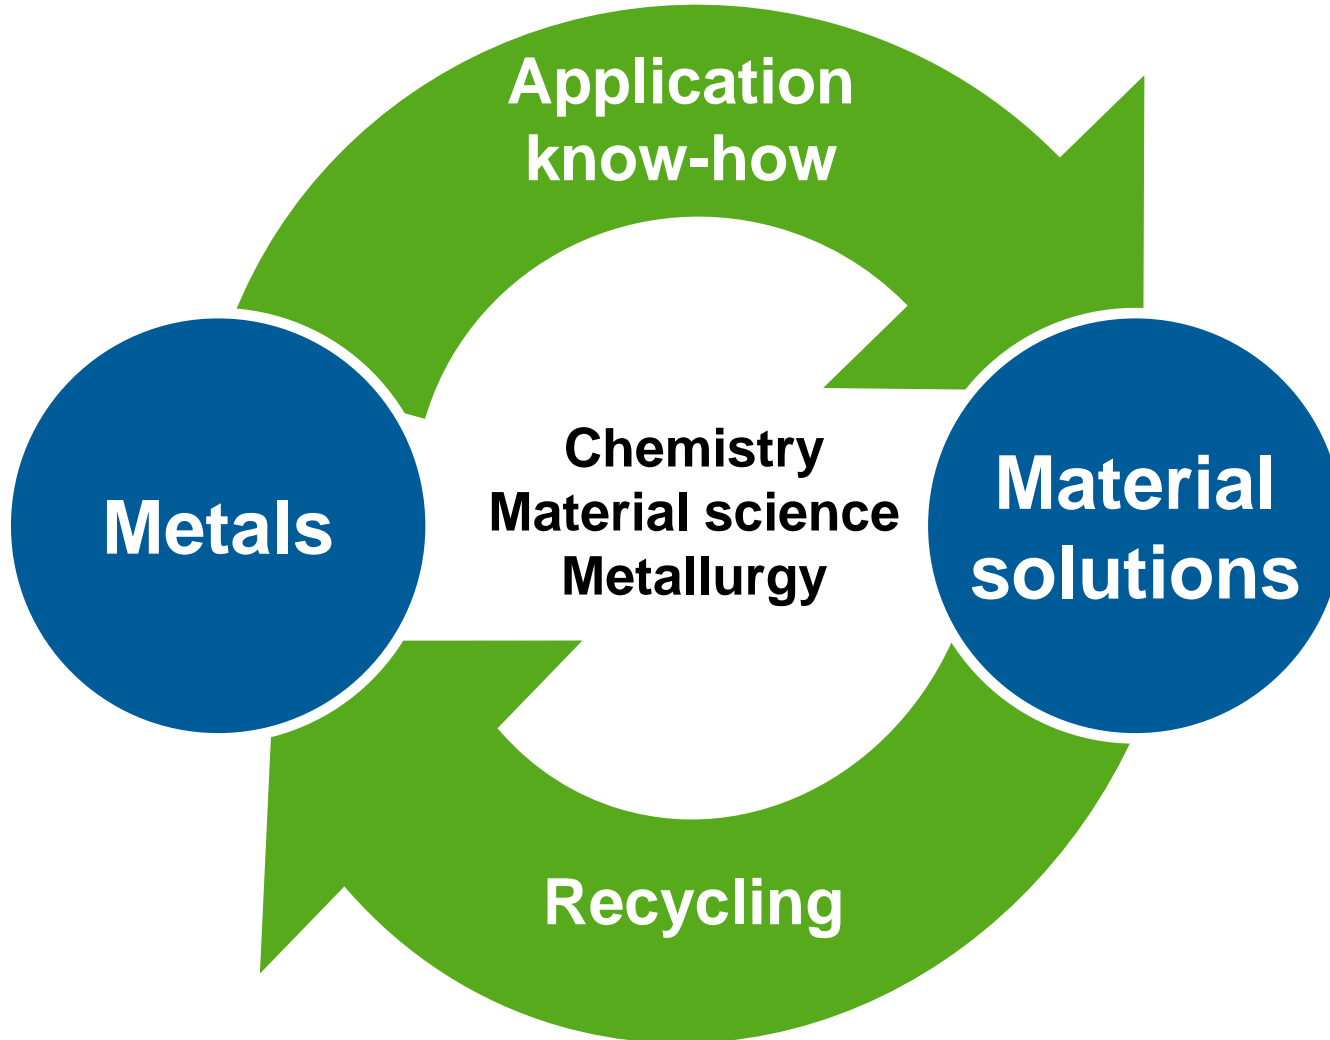 Application
know-how
Metals
Chemistry
Material science
Metallurgy
Material
solutions
Recycling